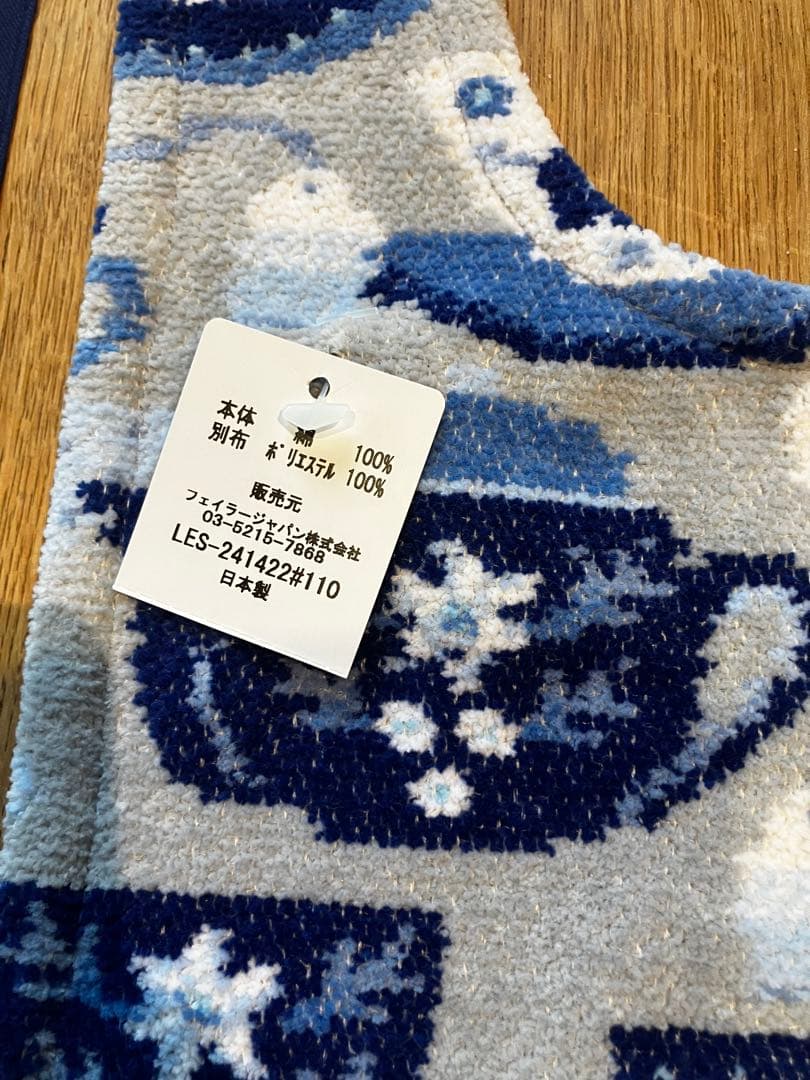 本体 綿 100%
別布 ポリエステル 100%
販売元
フェイラージャパン株式会社
03-5215-7868
LES-241422#110
日本製